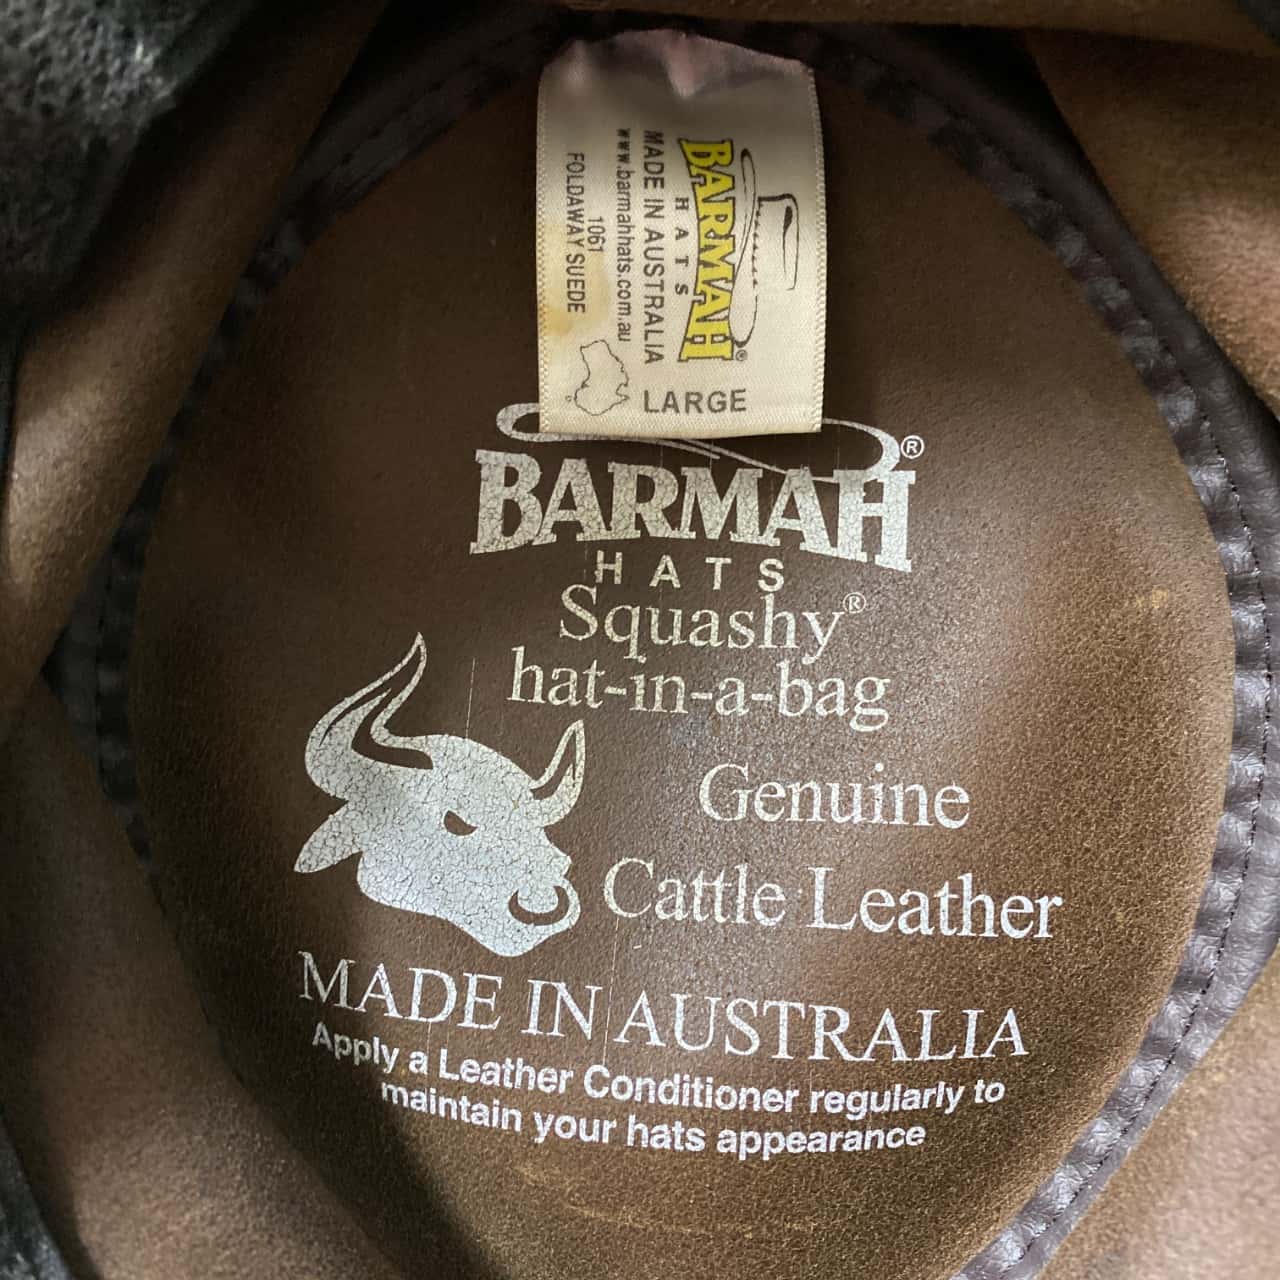 BARMAH®
HATS
MADE IN AUSTRALIA
www.barmahhats.com.au
1061
FOLDAWAY SUEDE
LARGE
BARMAH®
HATS
Squashy®
hat-in-a-bag
Genuine
Cattle Leather
MADE IN AUSTRALIA
Apply a Leather Conditioner regularly to
maintain your hats appearance